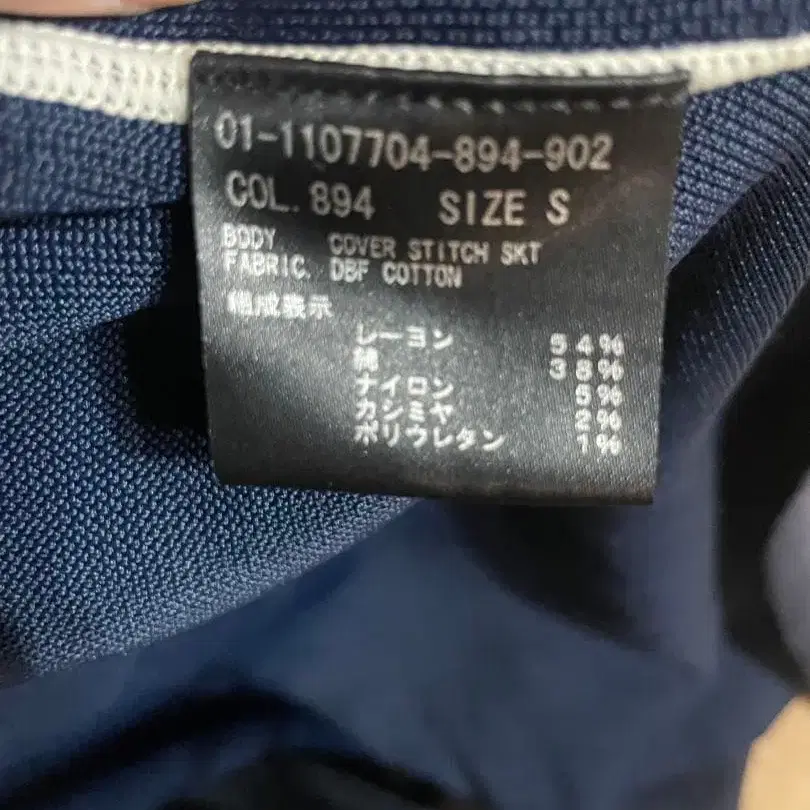 01-1107704-894-902
COL. 894 SIZE S
BODY COVER STITCH SKT
FABRIC. DBF COTTON
組成表示
レーヨン 54%
綿 38%
ナイロン 5%
カシミヤ 2%
ポリウレタン 1%